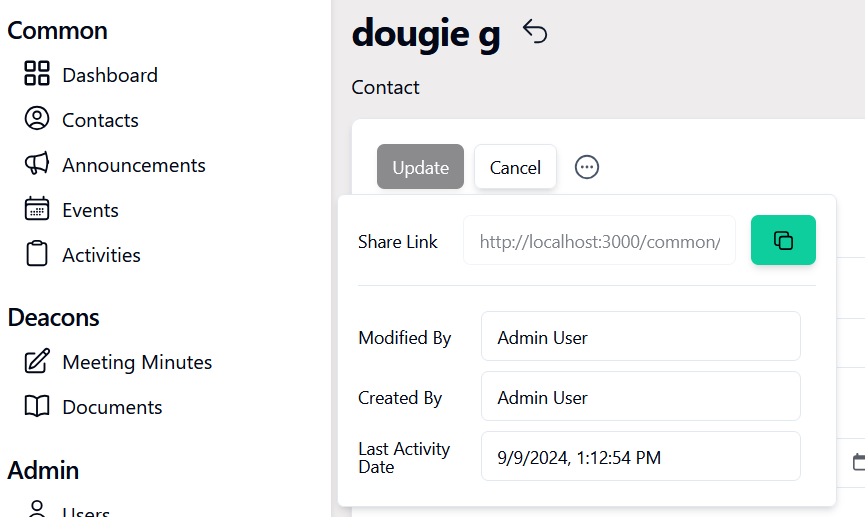 Common
Dashboard
Contacts
Announcements
Events
Activities
Deacons
Meeting Minutes
Documents
Admin
Users
dougie g
Contact
Update Cancel
Share Link http://localhost:3000/common/
Modified By Admin User
Created By Admin User
Last Activity
Date
9/9/2024, 1:12:54 PM